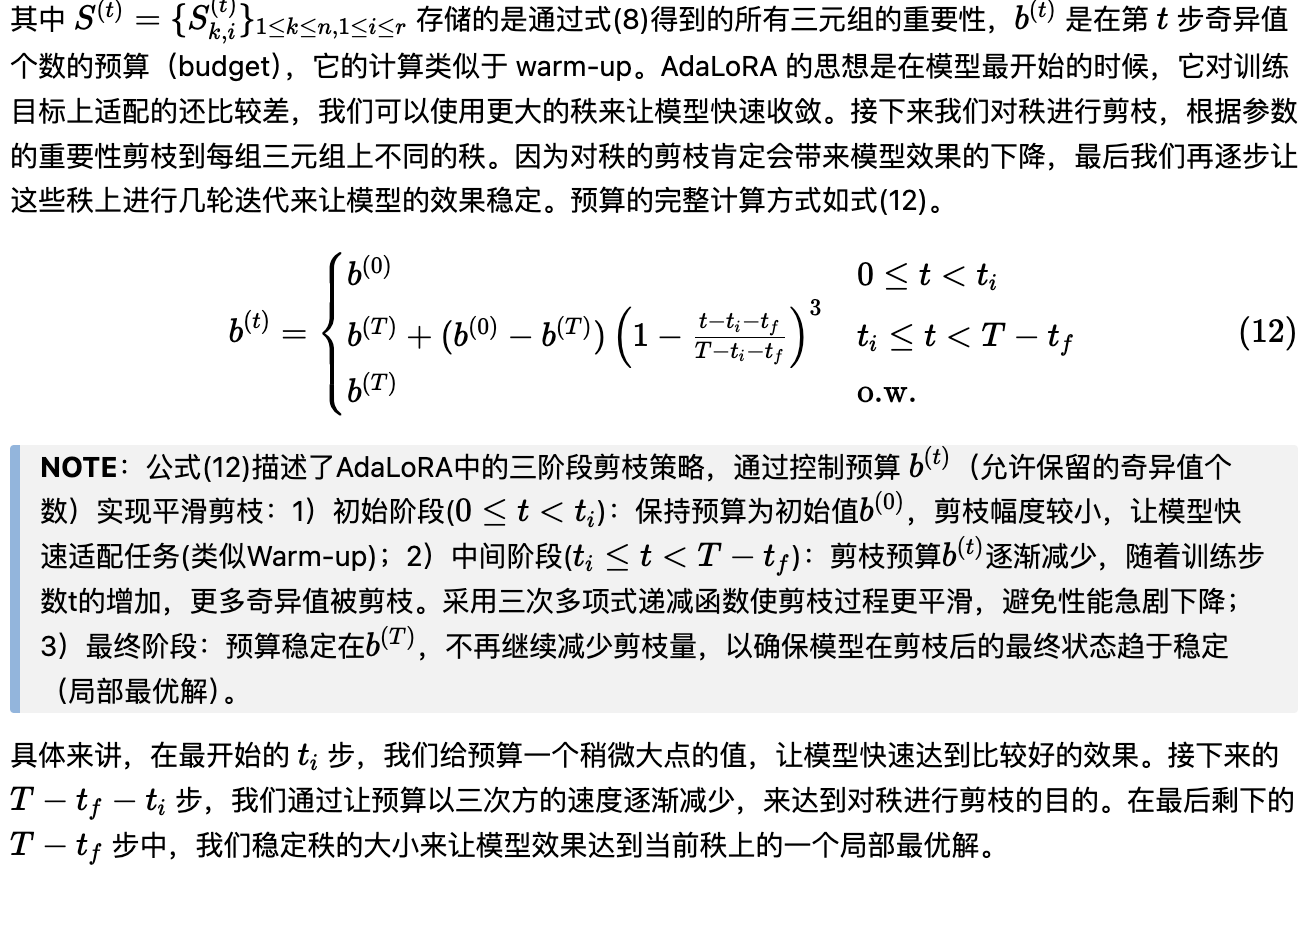 其中 S^{(t)} = {S_{k,i}^{(t)}}_{1≤k≤n,1≤i≤r} 存储的是通过式(8)得到的所有三元组的重要性，b^{(t)} 是在第 t 步奇异值
个数的预算（budget），它的计算类似于 warm-up。AdaLoRA 的思想是在模型最开始的时候，它对训练
目标上适配的还比较差，我们可以使用更大的秩来让模型快速收敛。接下来我们对秩进行剪枝，根据参数
的重要性剪枝到每组三元组上不同的秩。因为对秩的剪枝肯定会带来模型效果的下降，最后我们再逐步让
这些秩上进行几轮迭代来让模型的效果稳定。预算的完整计算方式如式(12)。
b^{(t)} = { b^{(0)}    0 ≤ t < t_i
b^{(T)} + (b^{(0)} − b^{(T)}) (1 − \frac{t−t_i−t_f}{T−t_i−t_f})^3    t_i ≤ t < T − t_f    (12)
b^{(T)}    o.w.
NOTE：公式(12)描述了AdaLoRA中的三阶段剪枝策略，通过控制预算 b^{(t)}（允许保留的奇异值个
数）实现平滑剪枝：1）初始阶段(0 ≤ t < t_i)：保持预算为初始值b^{(0)}，剪枝幅度较小，让模型快
速适配任务(类似Warm-up)；2）中间阶段(t_i ≤ t < T − t_f)：剪枝预算b^{(t)}逐渐减少，随着训练步
数t的增加，更多奇异值被剪枝。采用三次多项式递减函数使剪枝过程更平滑，避免性能急剧下降；
3）最终阶段：预算稳定在b^{(T)}，不再继续减少剪枝量，以确保模型在剪枝后的最终状态趋于稳定
（局部最优解）。
具体来讲，在最开始的 t_i 步，我们给预算一个稍微大点的值，让模型快速达到比较好的效果。接下来的
T − t_f − t_i 步，我们通过让预算以三次方的速度逐渐减少，来达到对秩进行剪枝的目的。在最后剩下的
T − t_f 步中，我们稳定秩的大小来让模型效果达到当前秩上的一个局部最优解。